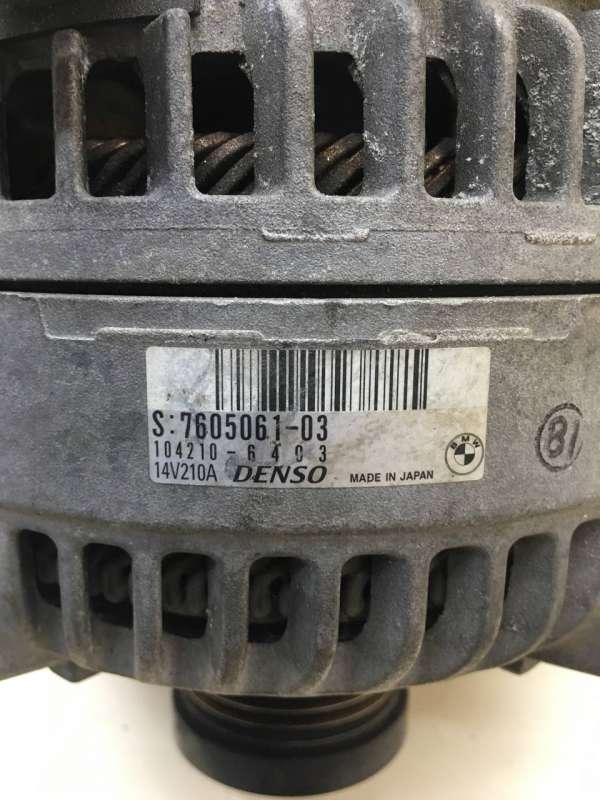 S:7605061-03
104210-6403
BMW
14V210A DENSO MADE IN JAPAN
81